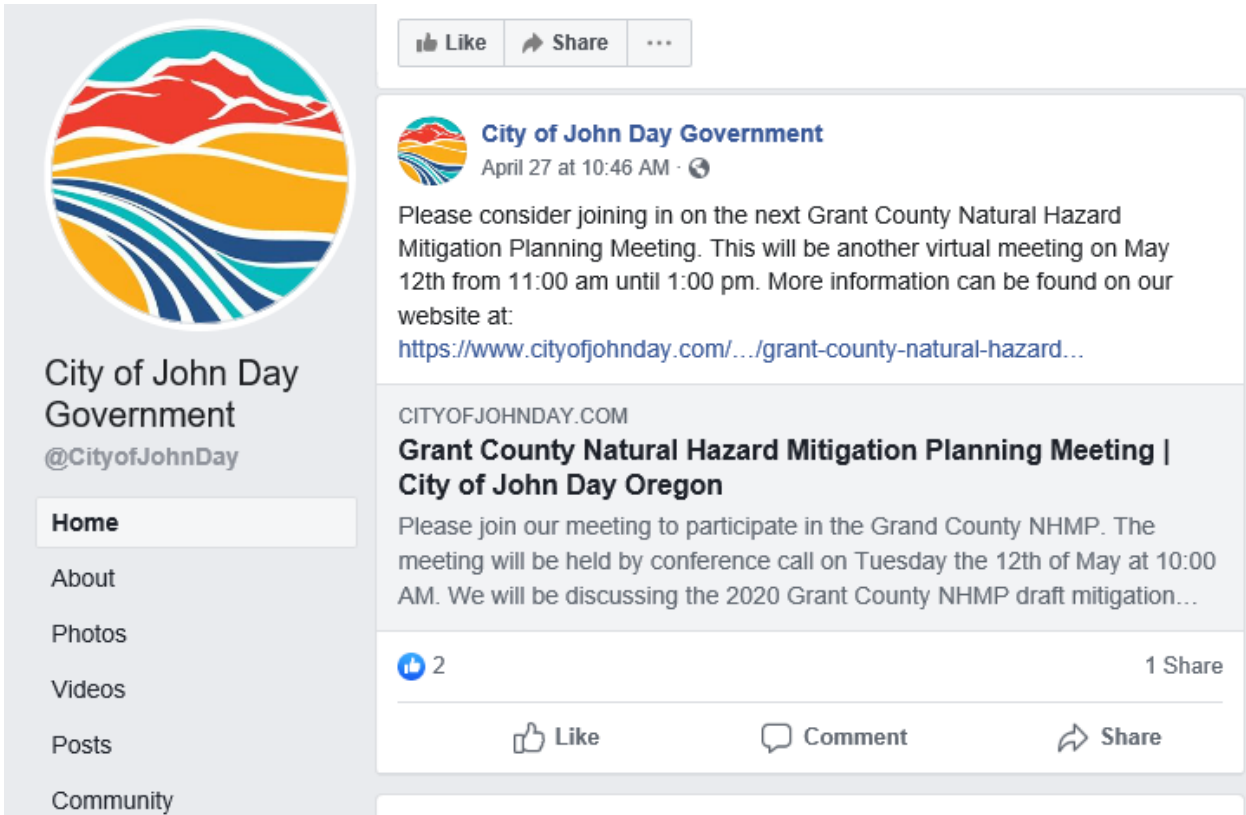 Like
Share
...
City of John Day Government
April 27 at 10:46 AM ·
Please consider joining in on the next Grant County Natural Hazard
Mitigation Planning Meeting. This will be another virtual meeting on May
12th from 11:00 am until 1:00 pm. More information can be found on our
website at:
https://www.cityofjohnday.com/…/grant-county-natural-hazard…
CITYOFJOHNDAY.COM
Grant County Natural Hazard Mitigation Planning Meeting |
City of John Day Oregon
Please join our meeting to participate in the Grand County NHMP. The
meeting will be held by conference call on Tuesday the 12th of May at 10:00
AM. We will be discussing the 2020 Grant County NHMP draft mitigation…
2
1 Share
Like
Comment
Share
City of John Day
Government
@CityofJohnDay
Home
About
Photos
Videos
Posts
Community